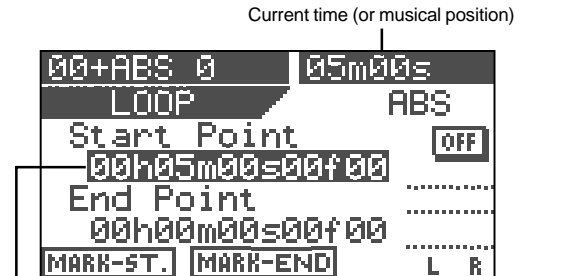 Current time (or musical position)
00+ABS 0 05m00s
LOOP ABS
Start Point
OFF
00h05m00s00f00
End Point
00h00m00s00f00
MARK-ST. MARK-END L R